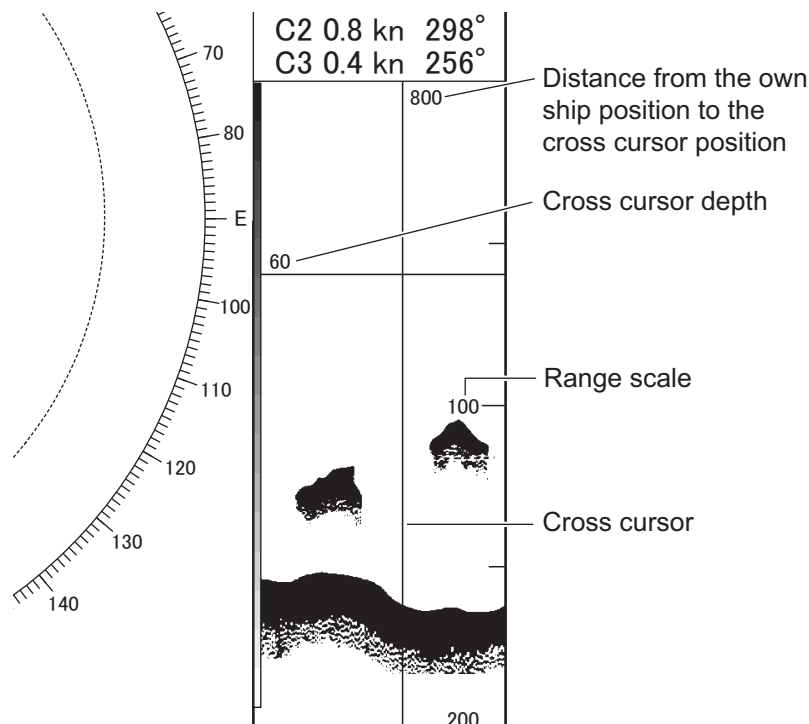 C2 0.8 kn 298°
C3 0.4 kn 256°
70
80
E
100
110
120
130
140
800
60
100
200
Distance from the own
ship position to the
cross cursor position
Cross cursor depth
Range scale
Cross cursor